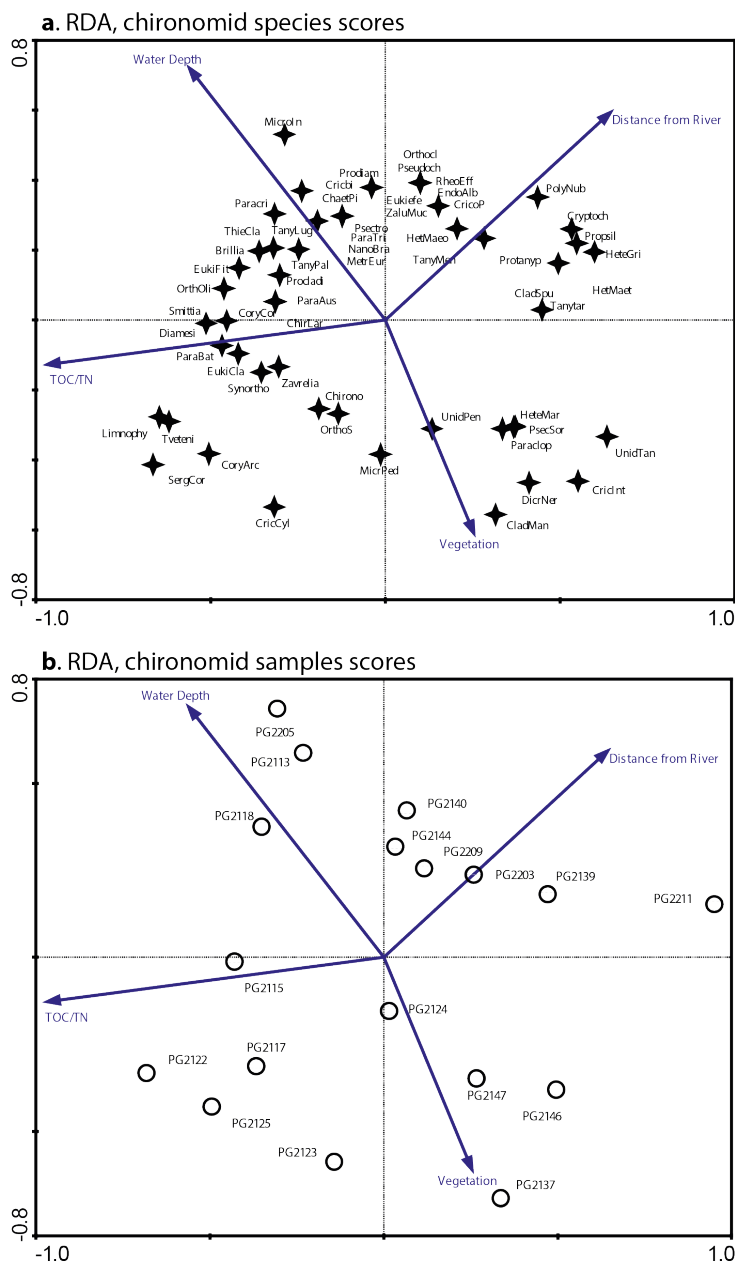 a. RDA, chironomid species scores
0.8
Water Depth
Distance from River
MicroIn
Orthocl
Pseudoch
Prodiam
RheoEff
Cricbi
EndoAlb
PolyNub
ChaetPi
Eukiefe
CricoP
Paracri
ZaluMuc
Cryptoch
ThieCla
TanyLug
Psectro
HetMaeo
Propsil
ParaTri
Brillia
NanoBra
HeteGri
TanyPal
MetrEur
TanyMen
Protanyp
EukiFit
Procladi
OrthOli
HetMaet
CladSpu
ParaAus
Tanytar
Smittia
CoryCor
ChirLar
Diamesi
ParaBat
EukiCla
TOC/TN
Zavrelia
Synortho
Chirono
UnidPen
HeteMar
OrthoS
PsecSor
Limnophy
Tveteni
Paraclop
UnidTan
CoryArc
MicrPed
SergCor
CricInt
DicrNer
CricCyl
CladMan
Vegetation
-0.8
-1.0
1.0
b. RDA, chironomid samples scores
0.8
Water Depth
PG2205
PG2113
Distance from River
PG2140
PG2118
PG2144
PG2209
PG2203
PG2139
PG2211
PG2115
PG2124
TOC/TN
PG2117
PG2122
PG2147
PG2146
PG2125
PG2123
Vegetation
PG2137
-0.8
-1.0
1.0